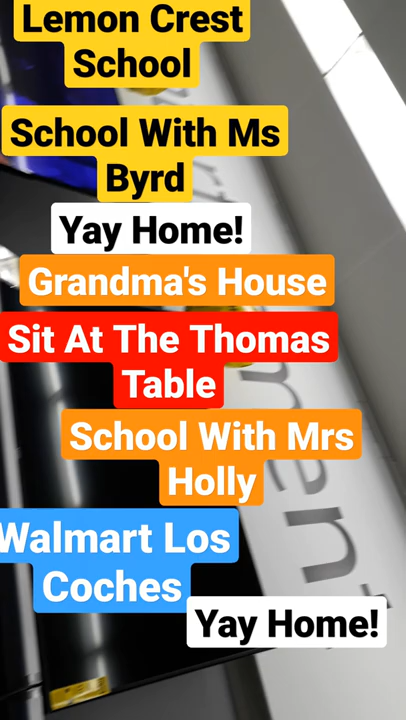 Lemon Crest
School
School With Ms
Byrd
Yay Home!
Grandma's House
Sit At The Thomas
Table
School With Mrs
Holly
Walmart Los
Coches
Yay Home!